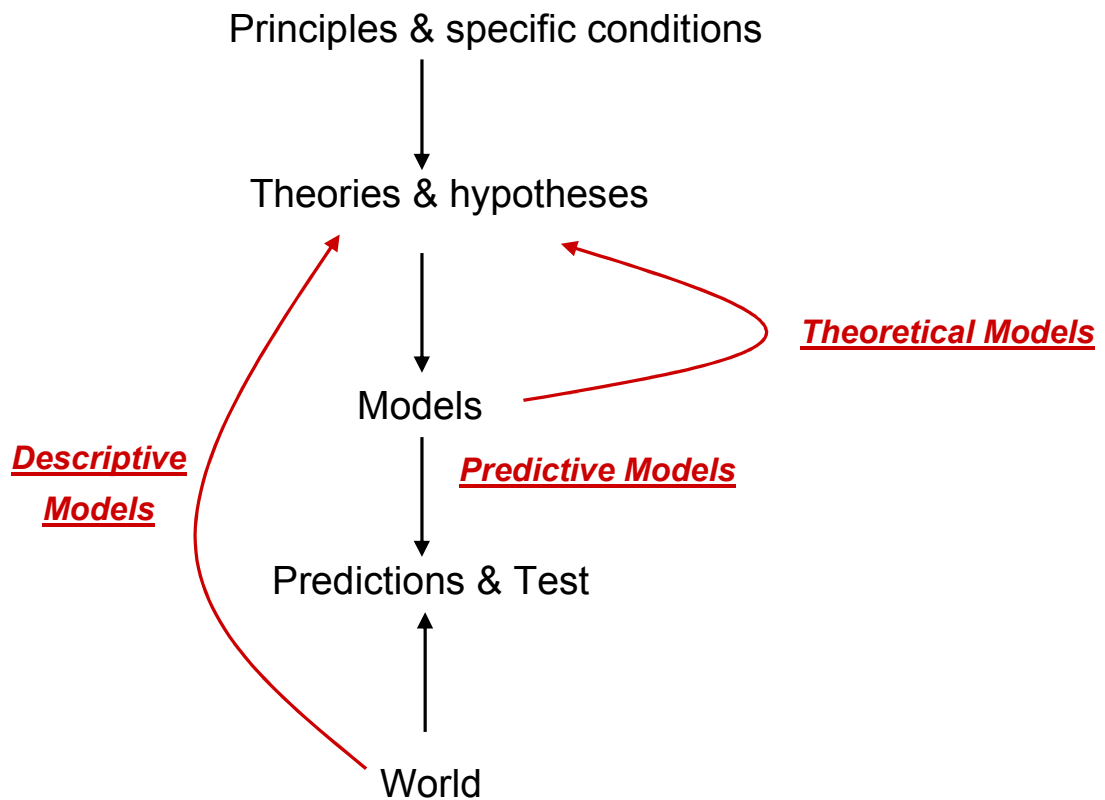 Principles & specific conditions
Theories & hypotheses
Theoretical Models
Models
Descriptive
Models
Predictive Models
Predictions & Test
World